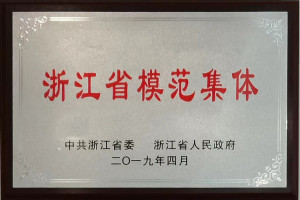 浙江省模范集体
中共浙江省委 浙江省人民政府
二〇一九年四月